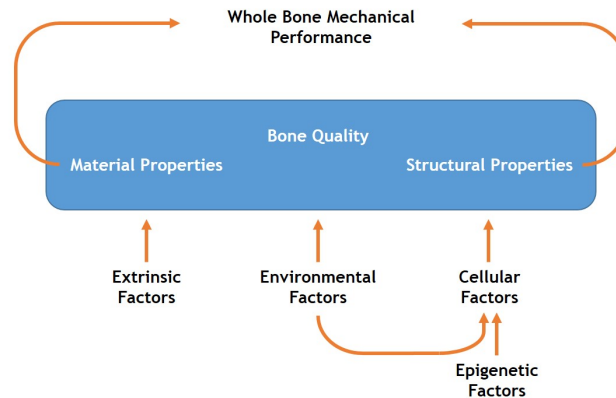 Whole Bone Mechanical
Performance
Bone Quality
Material Properties
Structural Properties
Extrinsic
Factors
Environmental
Factors
Cellular
Factors
Epigenetic
Factors